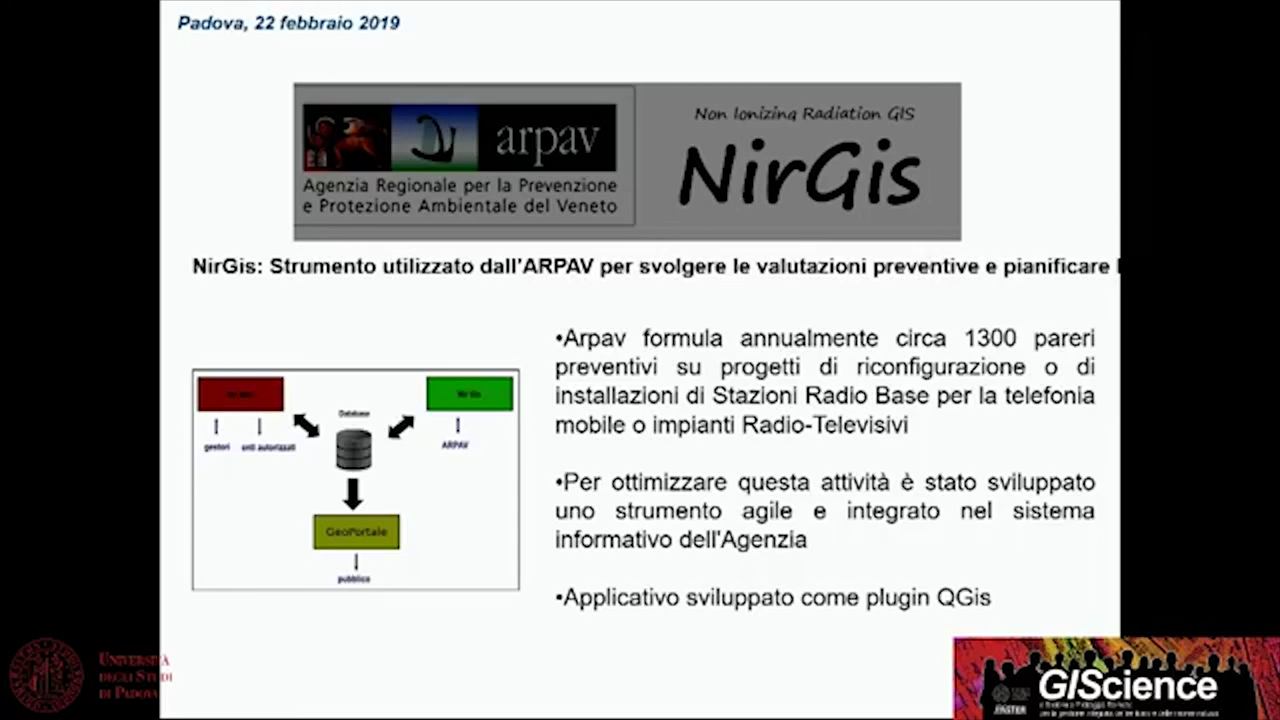 Padova, 22 febbraio 2019
arpav
Agenzia Regionale per la Prevenzione
e Protezione Ambientale del Veneto
Non Ionizing Radiation GIS
NirGis
NirGis: Strumento utilizzato dall'ARPAV per svolgere le valutazioni preventive e pianificare
•Arpav formula annualmente circa 1300 pareri
preventivi su progetti di riconfigurazione o di
installazioni di Stazioni Radio Base per la telefonia
mobile o impianti Radio-Televisivi
•Per ottimizzare questa attività è stato sviluppato
uno strumento agile e integrato nel sistema
informativo dell'Agenzia
•Applicativo sviluppato come plugin QGis
Database
gestori
enti autorizzati
ARPAV
GeoPortale
pubblico
UNIVERSITÀ
DEGLI STUDI
DI PADOVA
GIScience